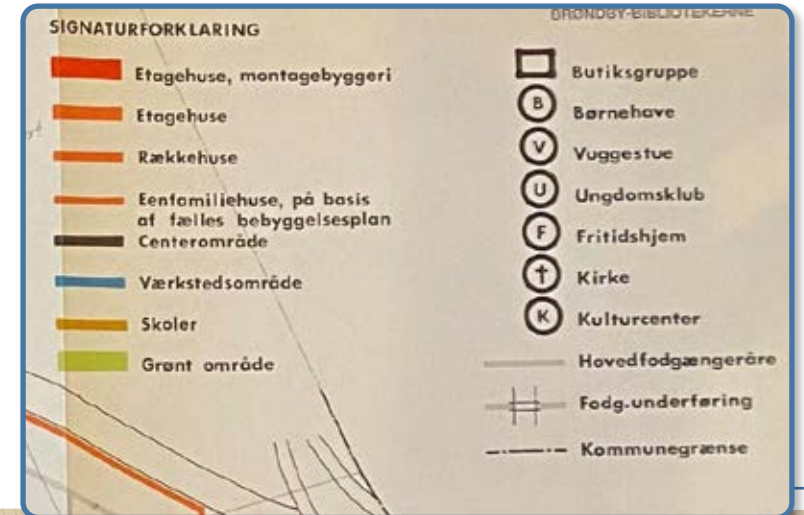 BRØNDBY-BIBLIOTEKERNE
SIGNATURFORKLARING
Etagehuse, montagebyggeri
Etagehuse
Rækkehuse
Eenfamiliehuse, på basis
af fælles bebyggelsesplan
Centerområde
Værkstedsområde
Skoler
Grønt område
Butiksgruppe
B Børnehave
V Vuggestue
U Ungdomsklub
F Fritidshjem
Kirke
K Kulturcenter
Hovedfodgængeråre
Fodg.underføring
Kommunegrænse